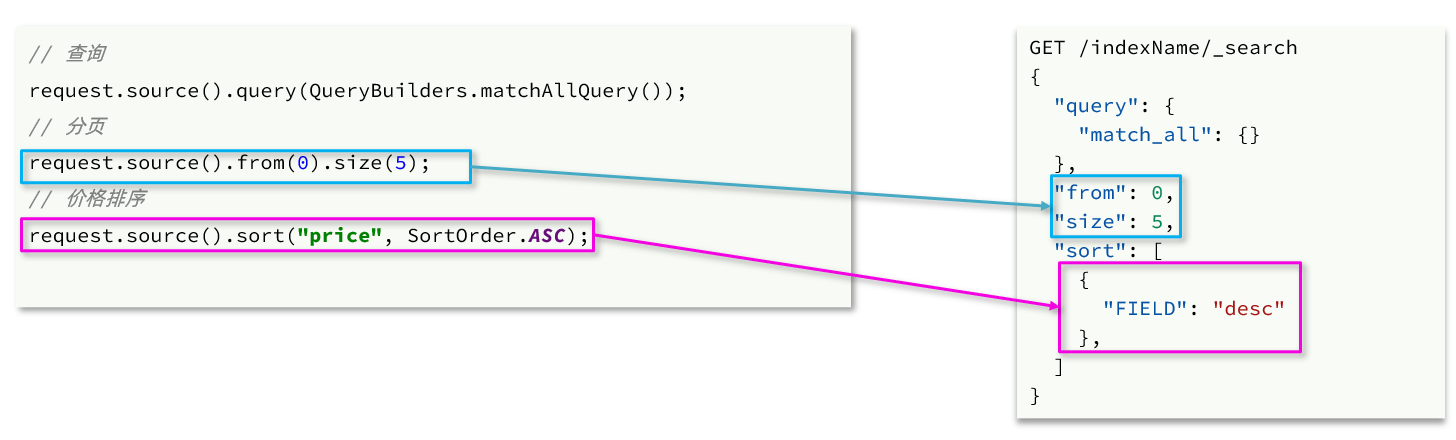 // 查询
request.source().query(QueryBuilders.matchAllQuery());
// 分页
request.source().from(0).size(5);
// 价格排序
request.source().sort("price", SortOrder.ASC);
GET /indexName/_search
{
  "query": {
    "match_all": {}
  },
  "from": 0,
  "size": 5,
  "sort": [
    {
      "FIELD": "desc"
    },
  ]
}